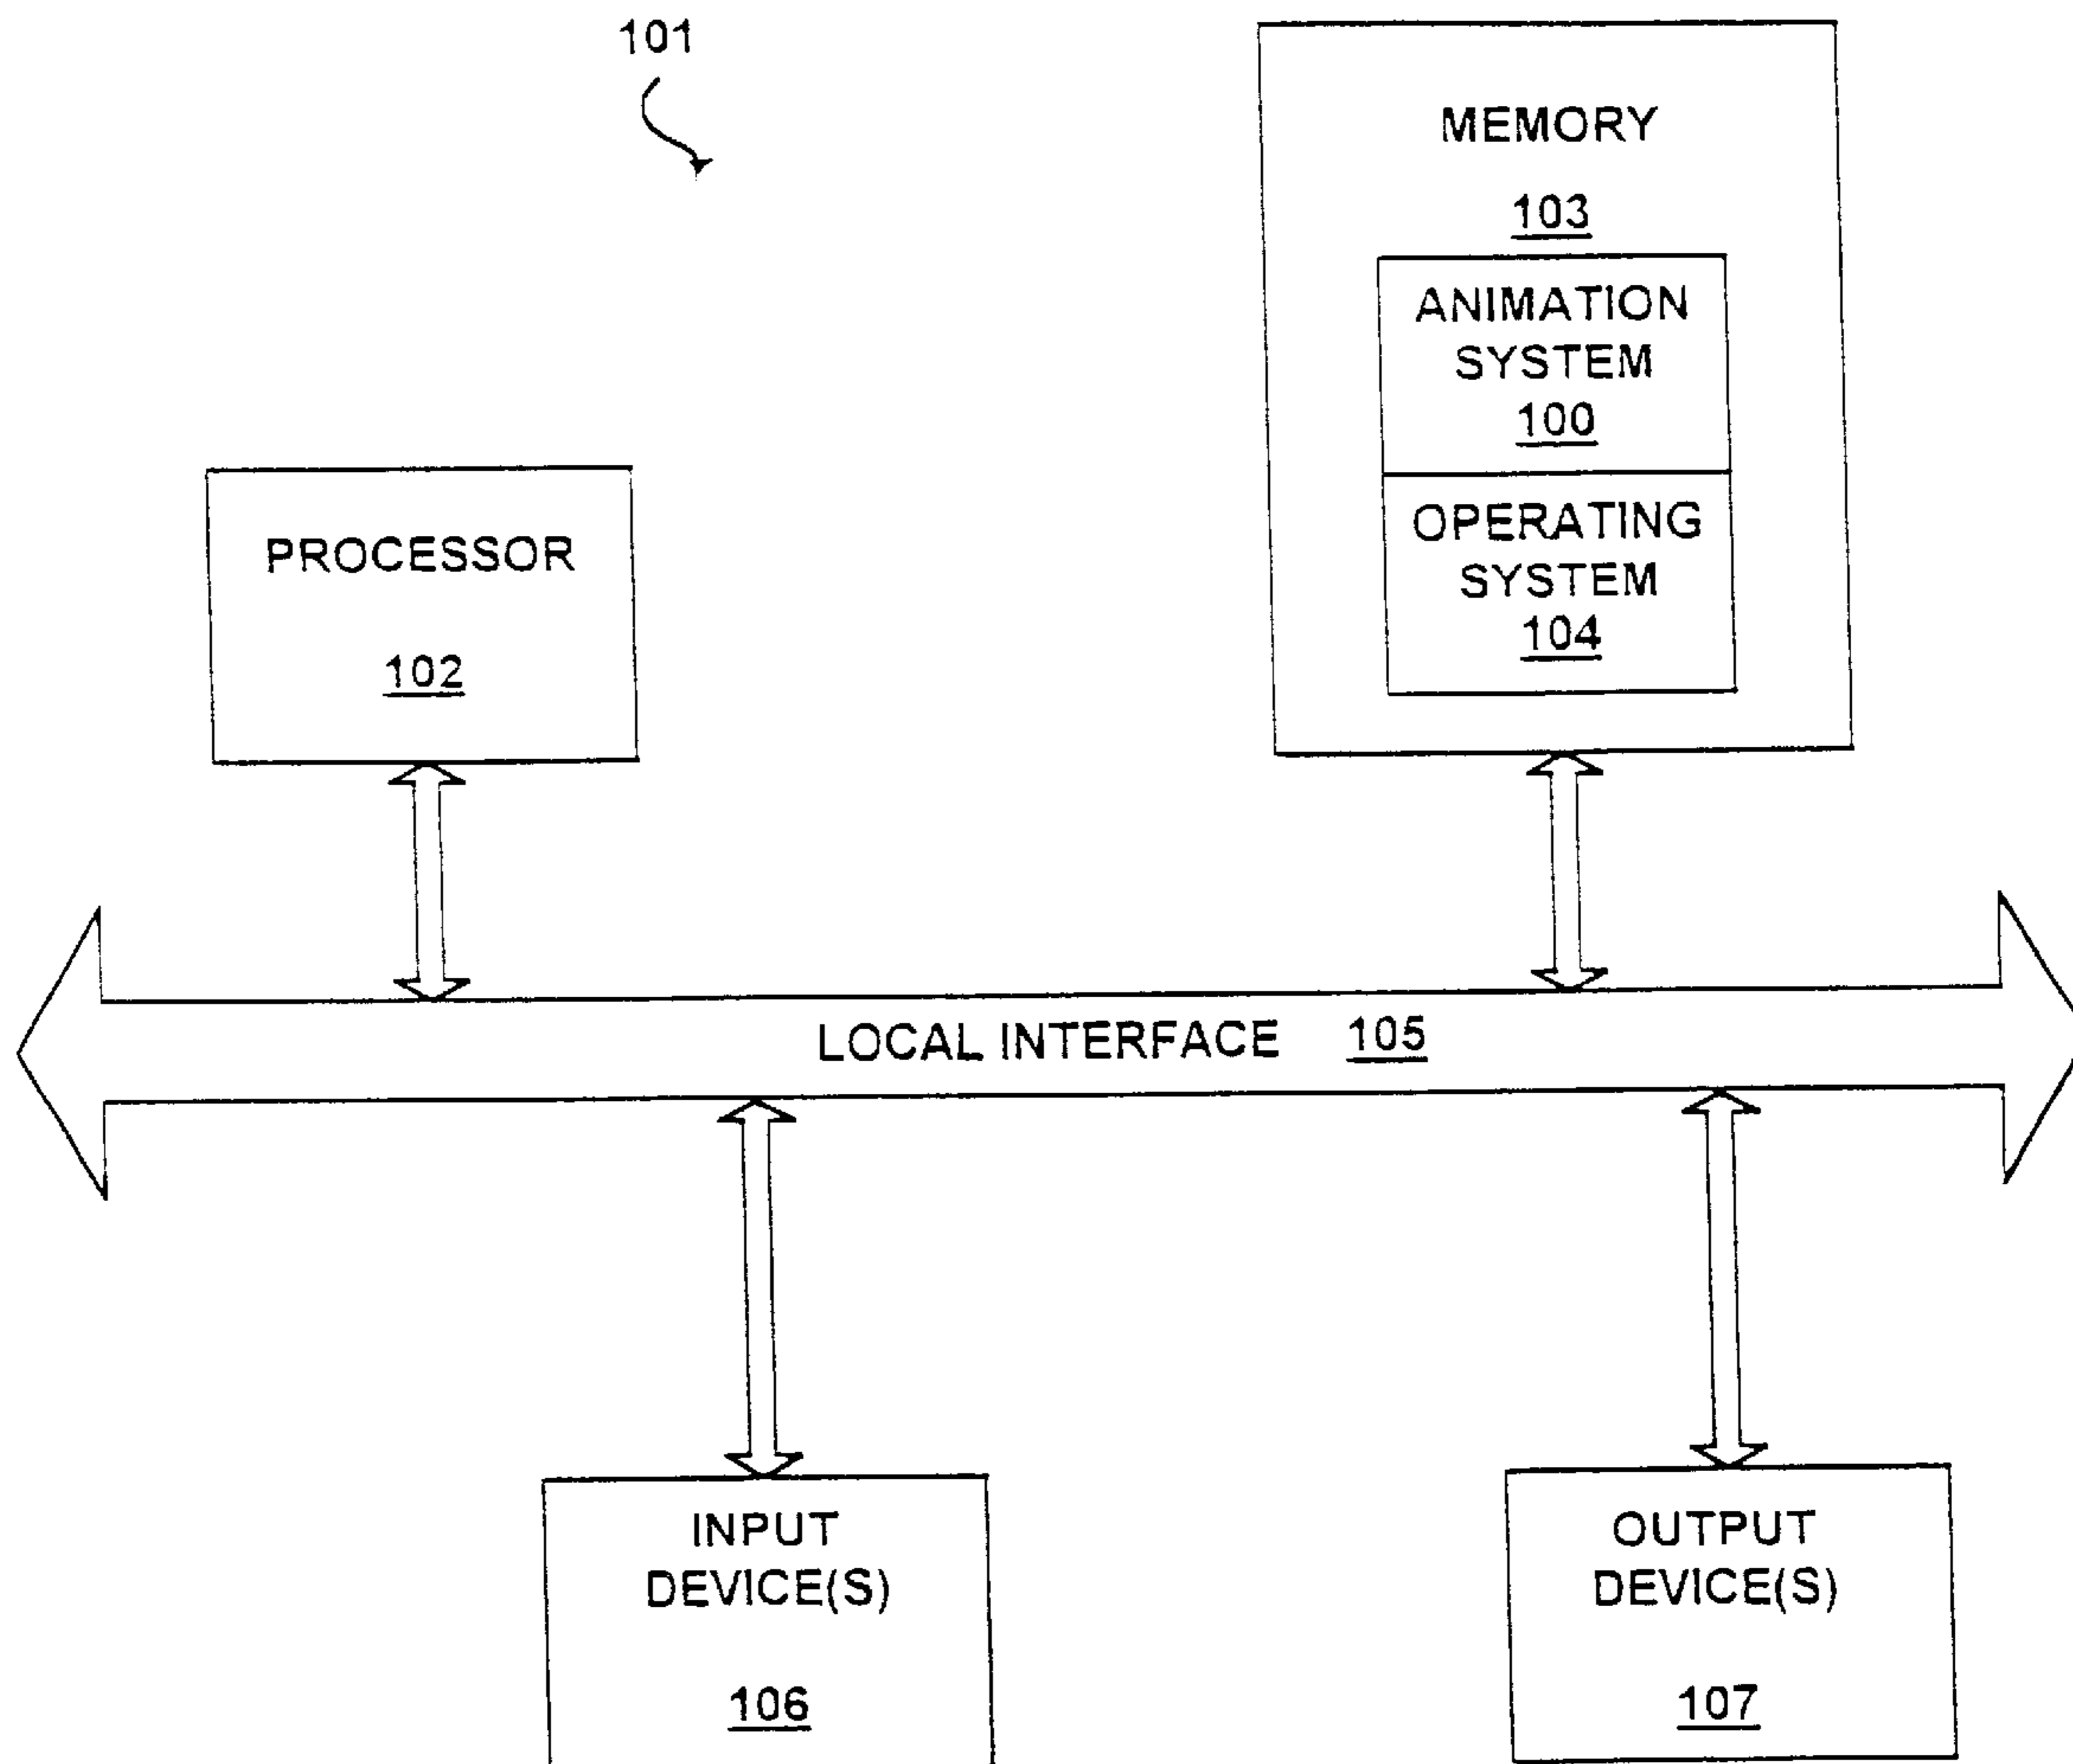 101
MEMORY
103
ANIMATION
SYSTEM
100
OPERATING
SYSTEM
104
PROCESSOR
102
LOCAL INTERFACE 105
INPUT
DEVICE(S)
106
OUTPUT
DEVICE(S)
107